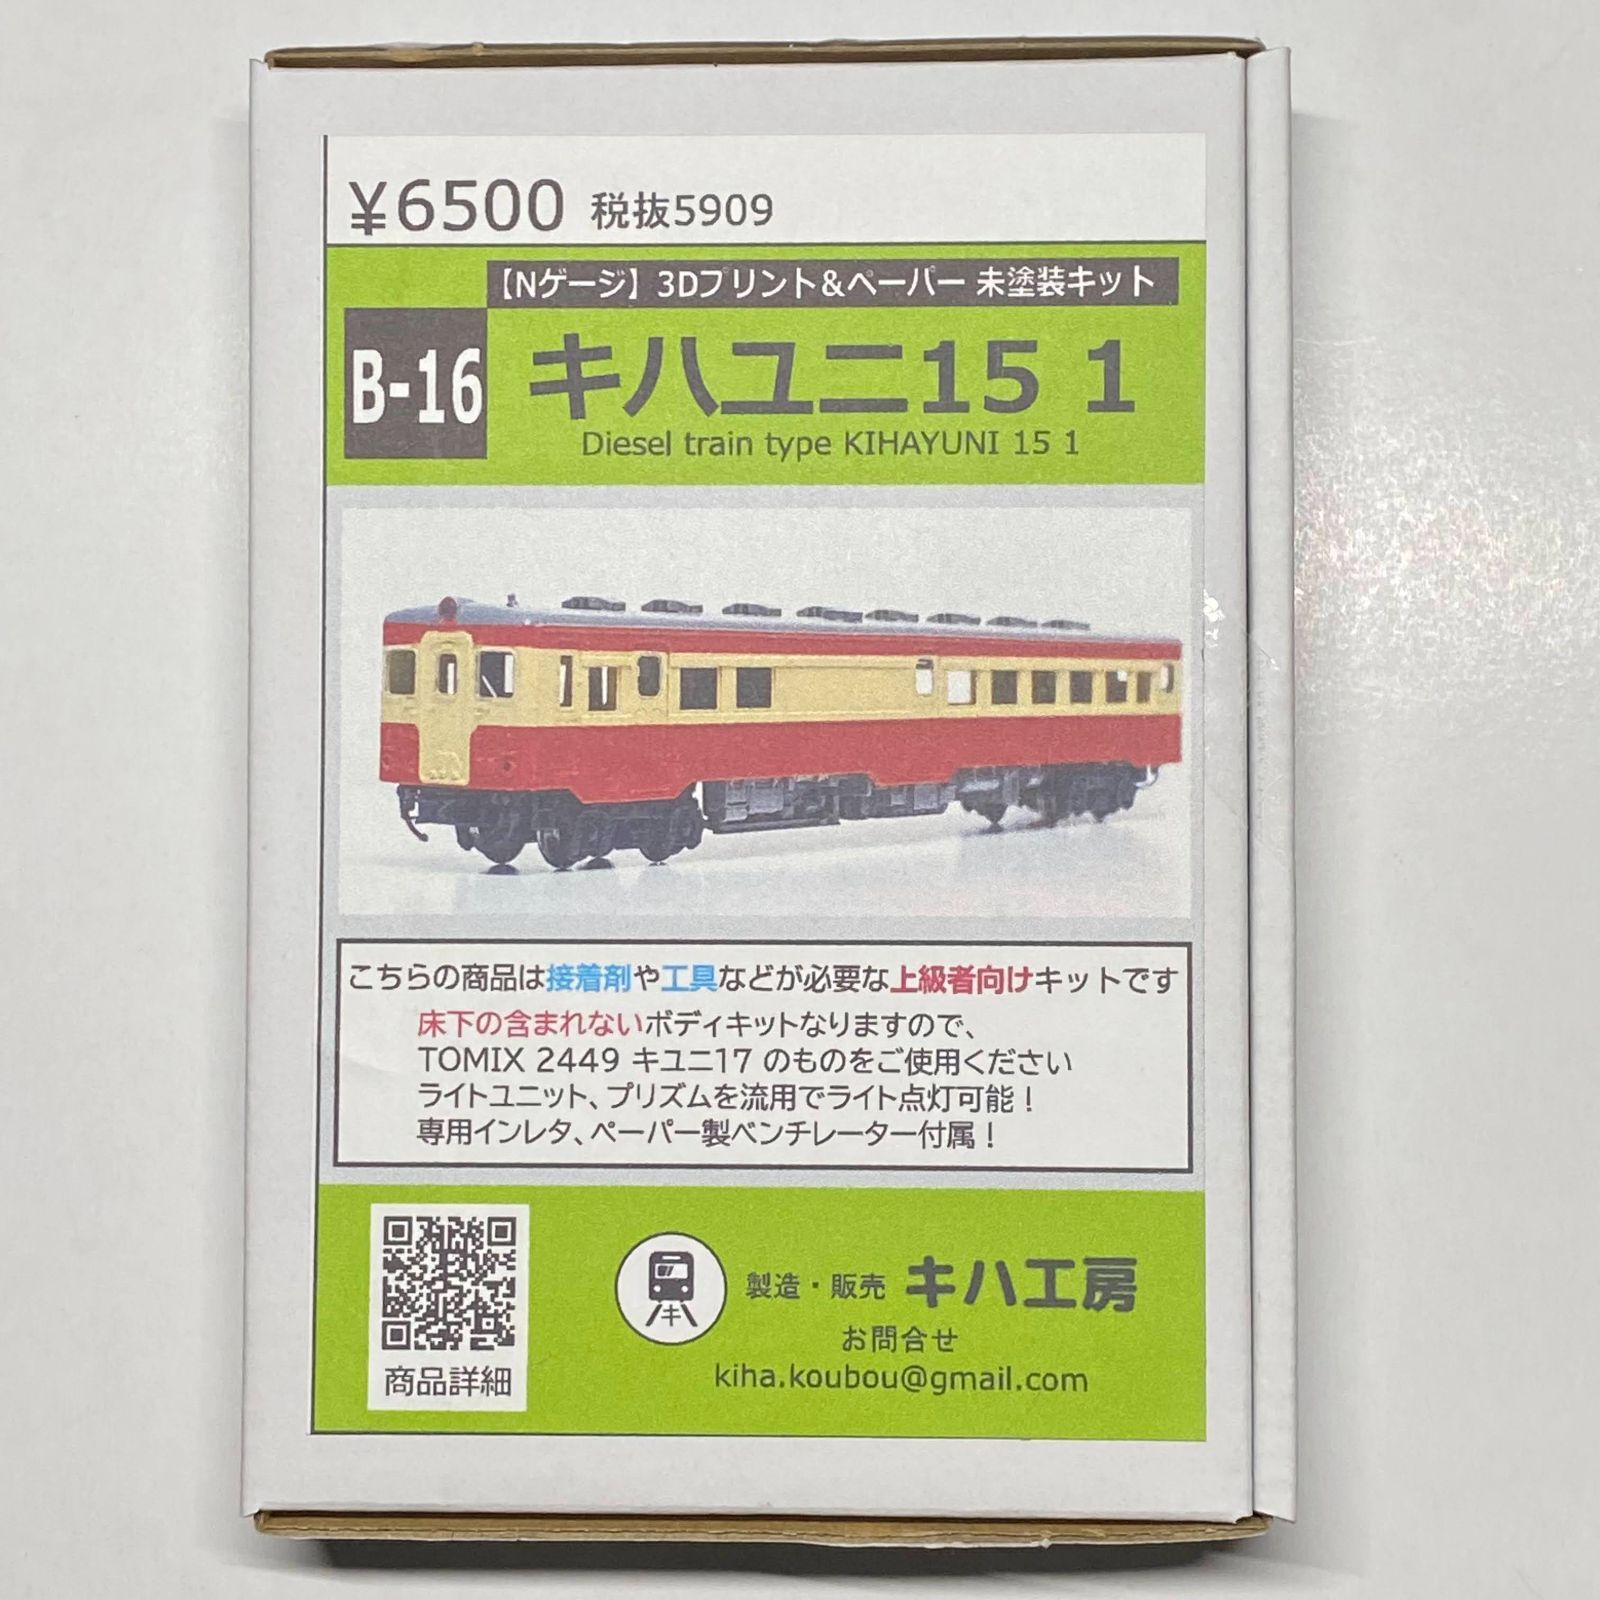 ¥6500 税抜5909
【Nゲージ】3Dプリント&ペーパー 未塗装キット
B-16
キハユニ15 1
Diesel train type KIHAYUNI 15 1
こちらの商品は接着剤や工具などが必要な上級者向けキットです
床下の含まれないボディキットなりますので、
TOMIX 2449 キユニ17 のものをご使用ください
ライトユニット、プリズムを流用でライト点灯可能！
専用インレタ、ペーパー製ベンチレーター付属！
商品詳細
キ
製造・販売 キハ工房
お問合せ
kiha.koubou@gmail.com